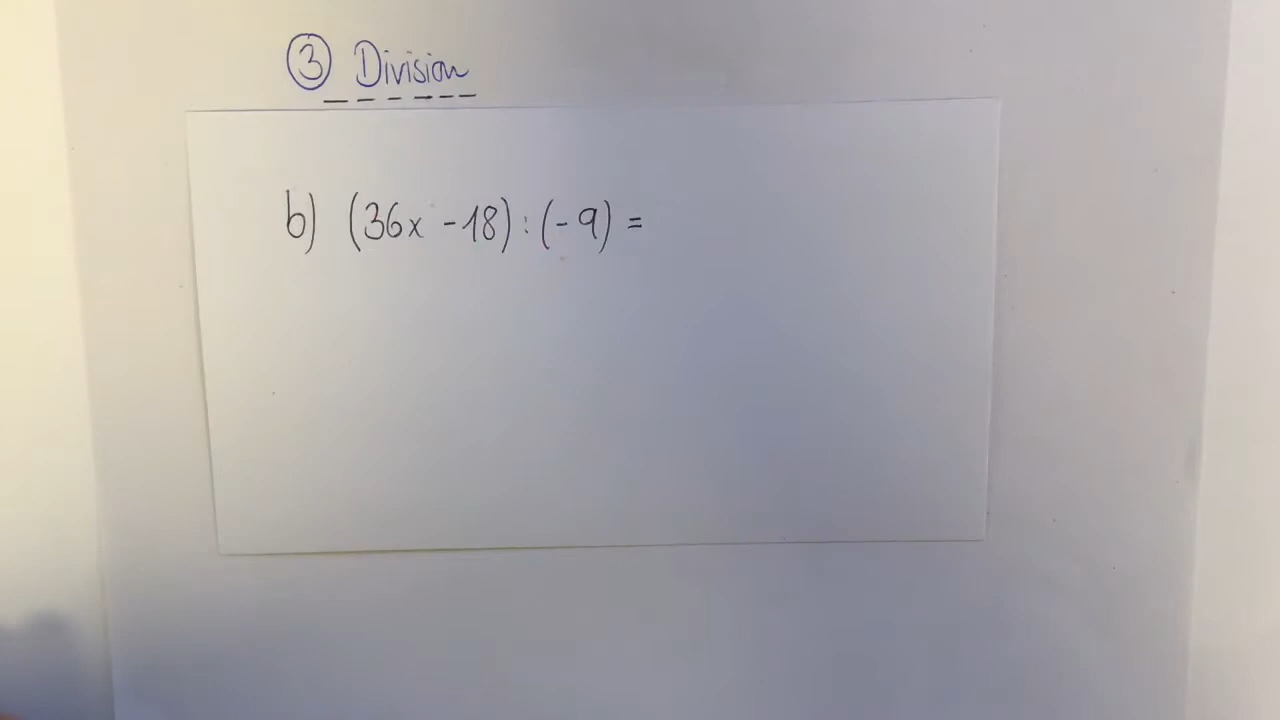 ③ Division
b) (36x - 18) : (-9) =